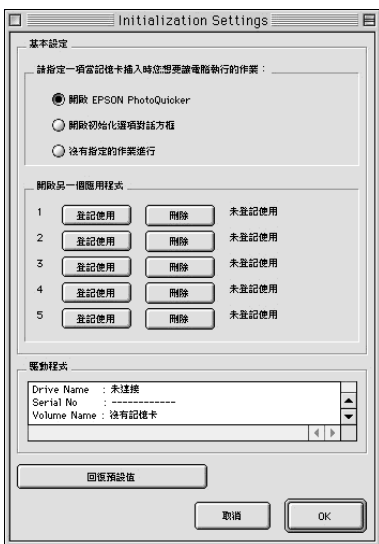 Initialization Settings
基本設定
請指定一項當記憶卡插入時您想要讓電腦執行的作業：
開啟 EPSON PhotoQuicker
開啟初始化選項對話方框
沒有指定的作業進行
開啟另一個應用程式
1 登記使用 刪除 未登記使用
2 登記使用 刪除 未登記使用
3 登記使用 刪除 未登記使用
4 登記使用 刪除 未登記使用
5 登記使用 刪除 未登記使用
驅動程式
Drive Name : 未連接
Serial No : ------------
Volume Name : 沒有記憶卡
回復預設值
取消 OK